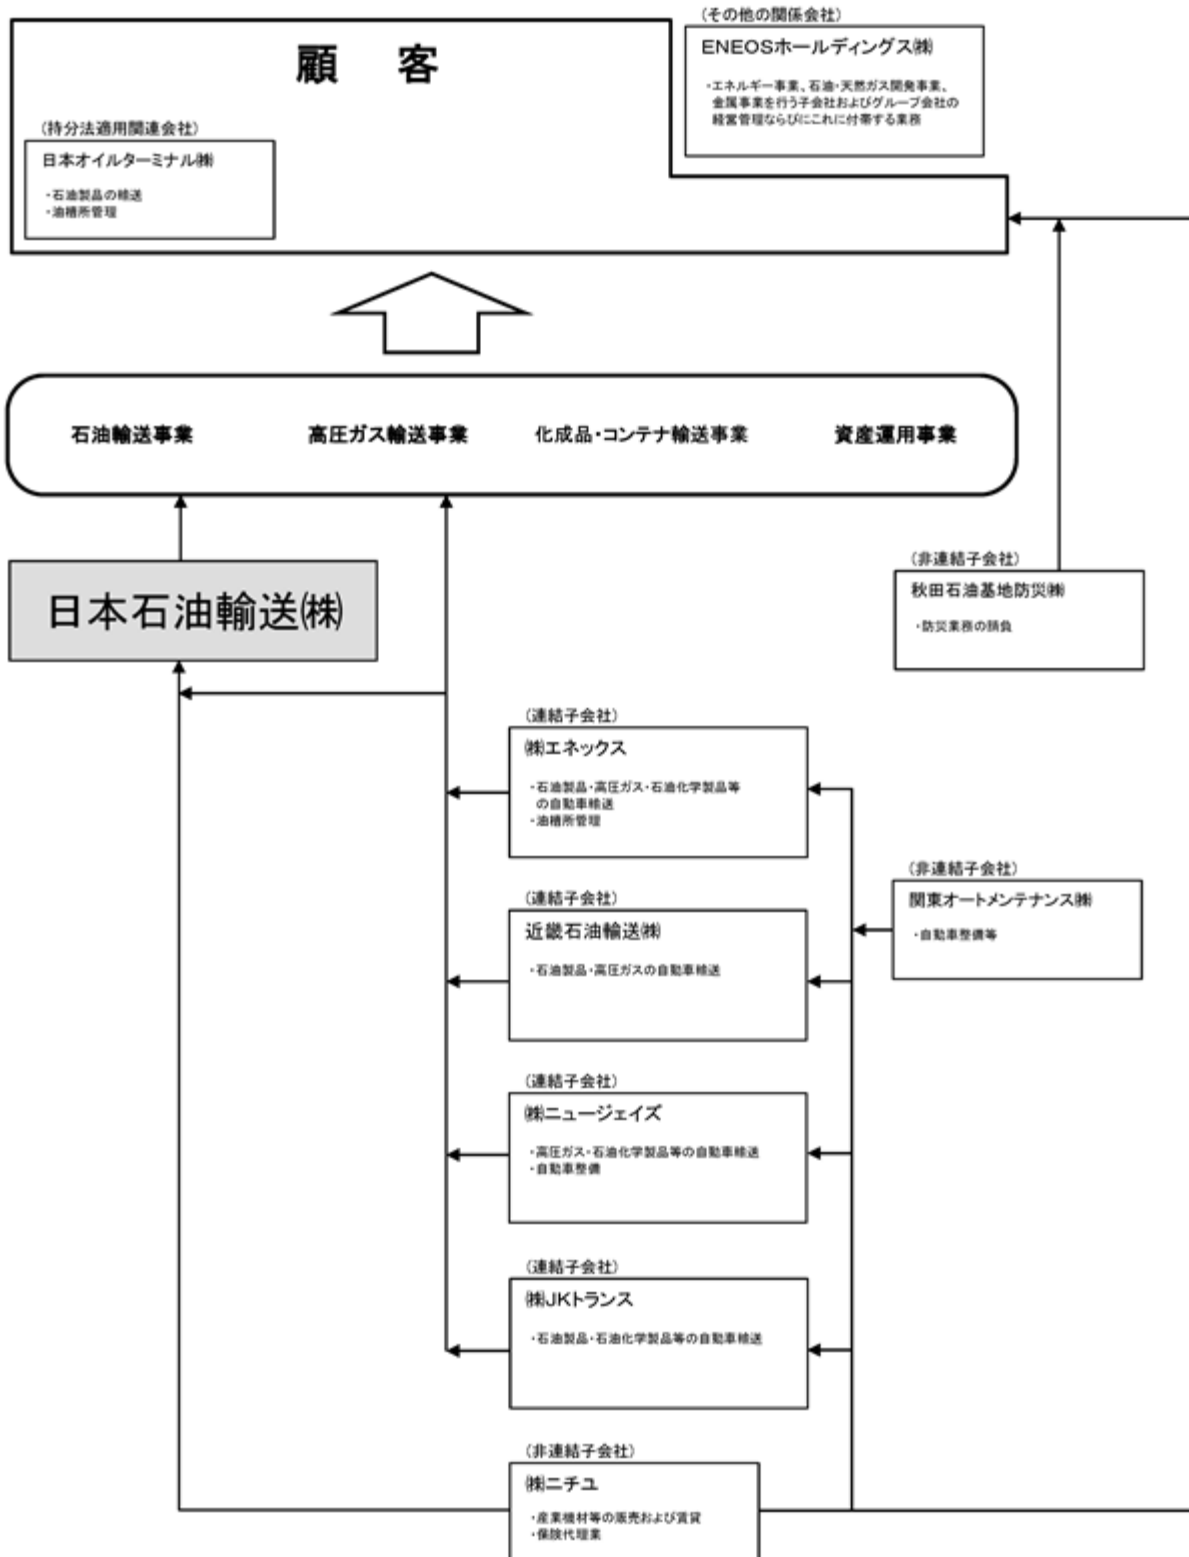 (その他の関係会社)
ENEOSホールディングス㈱
・エネルギー事業、石油・天然ガス開発事業、
金属事業を行う子会社およびグループ会社の
経営管理ならびにこれに付帯する業務
顧 客
(持分法適用関連会社)
日本オイルターミナル㈱
・石油製品の輸送
・油槽所管理
石油輸送事業
高圧ガス輸送事業
化成品・コンテナ輸送事業
資産運用事業
日本石油輸送(株)
(非連結子会社)
秋田石油基地防災㈱
・防災業務の請負
(連結子会社)
㈱エネックス
・石油製品・高圧ガス・石油化学製品等
の自動車輸送
・油槽所管理
(非連結子会社)
関東オートメンテナンス㈱
・自動車整備等
(連結子会社)
近畿石油輸送㈱
・石油製品・高圧ガスの自動車輸送
(連結子会社)
㈱ニュージェイズ
・高圧ガス・石油化学製品等の自動車輸送
・自動車整備
(連結子会社)
㈱JKトランス
・石油製品・石油化学製品等の自動車輸送
(非連結子会社)
㈱ニチユ
・産業機材等の販売および賃貸
・保険代理業